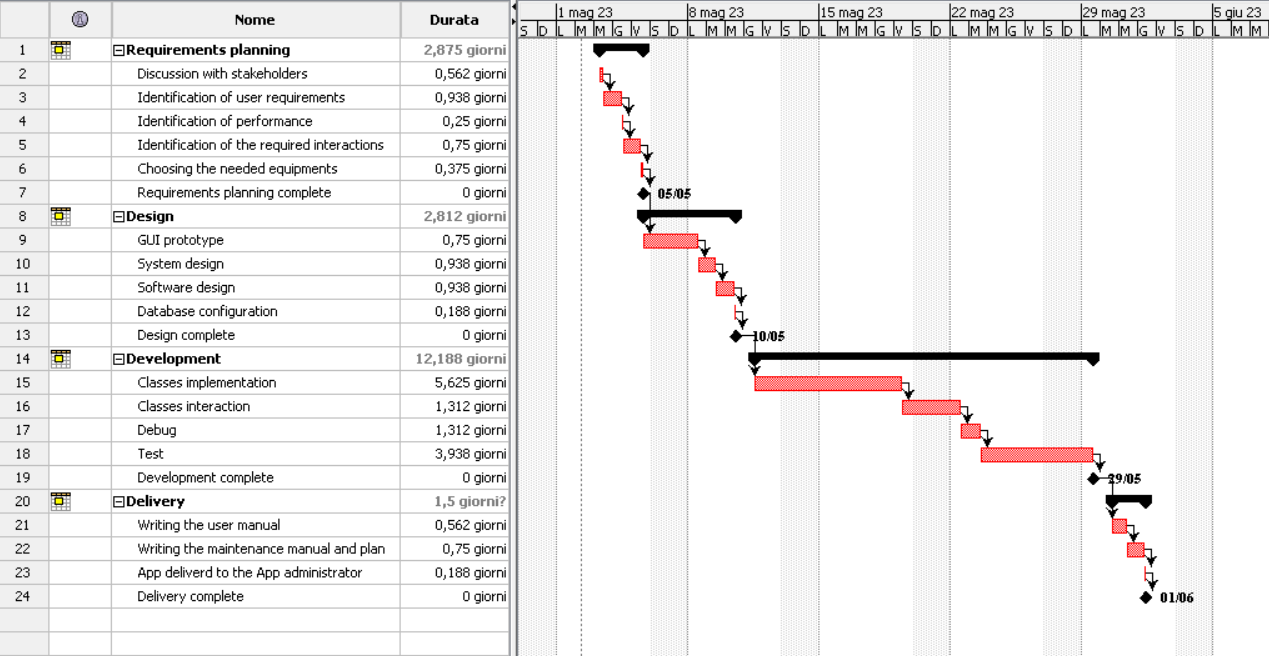 Nome Durata 1 mag 23 8 mag 23 15 mag 23 22 mag 23 29 mag 23 5 giu 23
S D L M M G V S D L M M G V S D L M M G V S D L M M G V S D L M M G V S D L M M
1 Requirements planning 2,875 giorni
2 Discussion with stakeholders 0,562 giorni
3 Identification of user requirements 0,938 giorni
4 Identification of performance 0,25 giorni
5 Identification of the required interactions 0,75 giorni
6 Choosing the needed equipments 0,375 giorni
7 Requirements planning complete 0 giorni 05/05
8 Design 2,812 giorni
9 GUI prototype 0,75 giorni
10 System design 0,938 giorni
11 Software design 0,938 giorni
12 Database configuration 0,188 giorni
13 Design complete 0 giorni 10/05
14 Development 12,188 giorni
15 Classes implementation 5,625 giorni
16 Classes interaction 1,312 giorni
17 Debug 1,312 giorni
18 Test 3,938 giorni
19 Development complete 0 giorni 29/05
20 Delivery 1,5 giorni?
21 Writing the user manual 0,562 giorni
22 Writing the maintenance manual and plan 0,75 giorni
23 App deliverd to the App administrator 0,188 giorni
24 Delivery complete 0 giorni 01/06